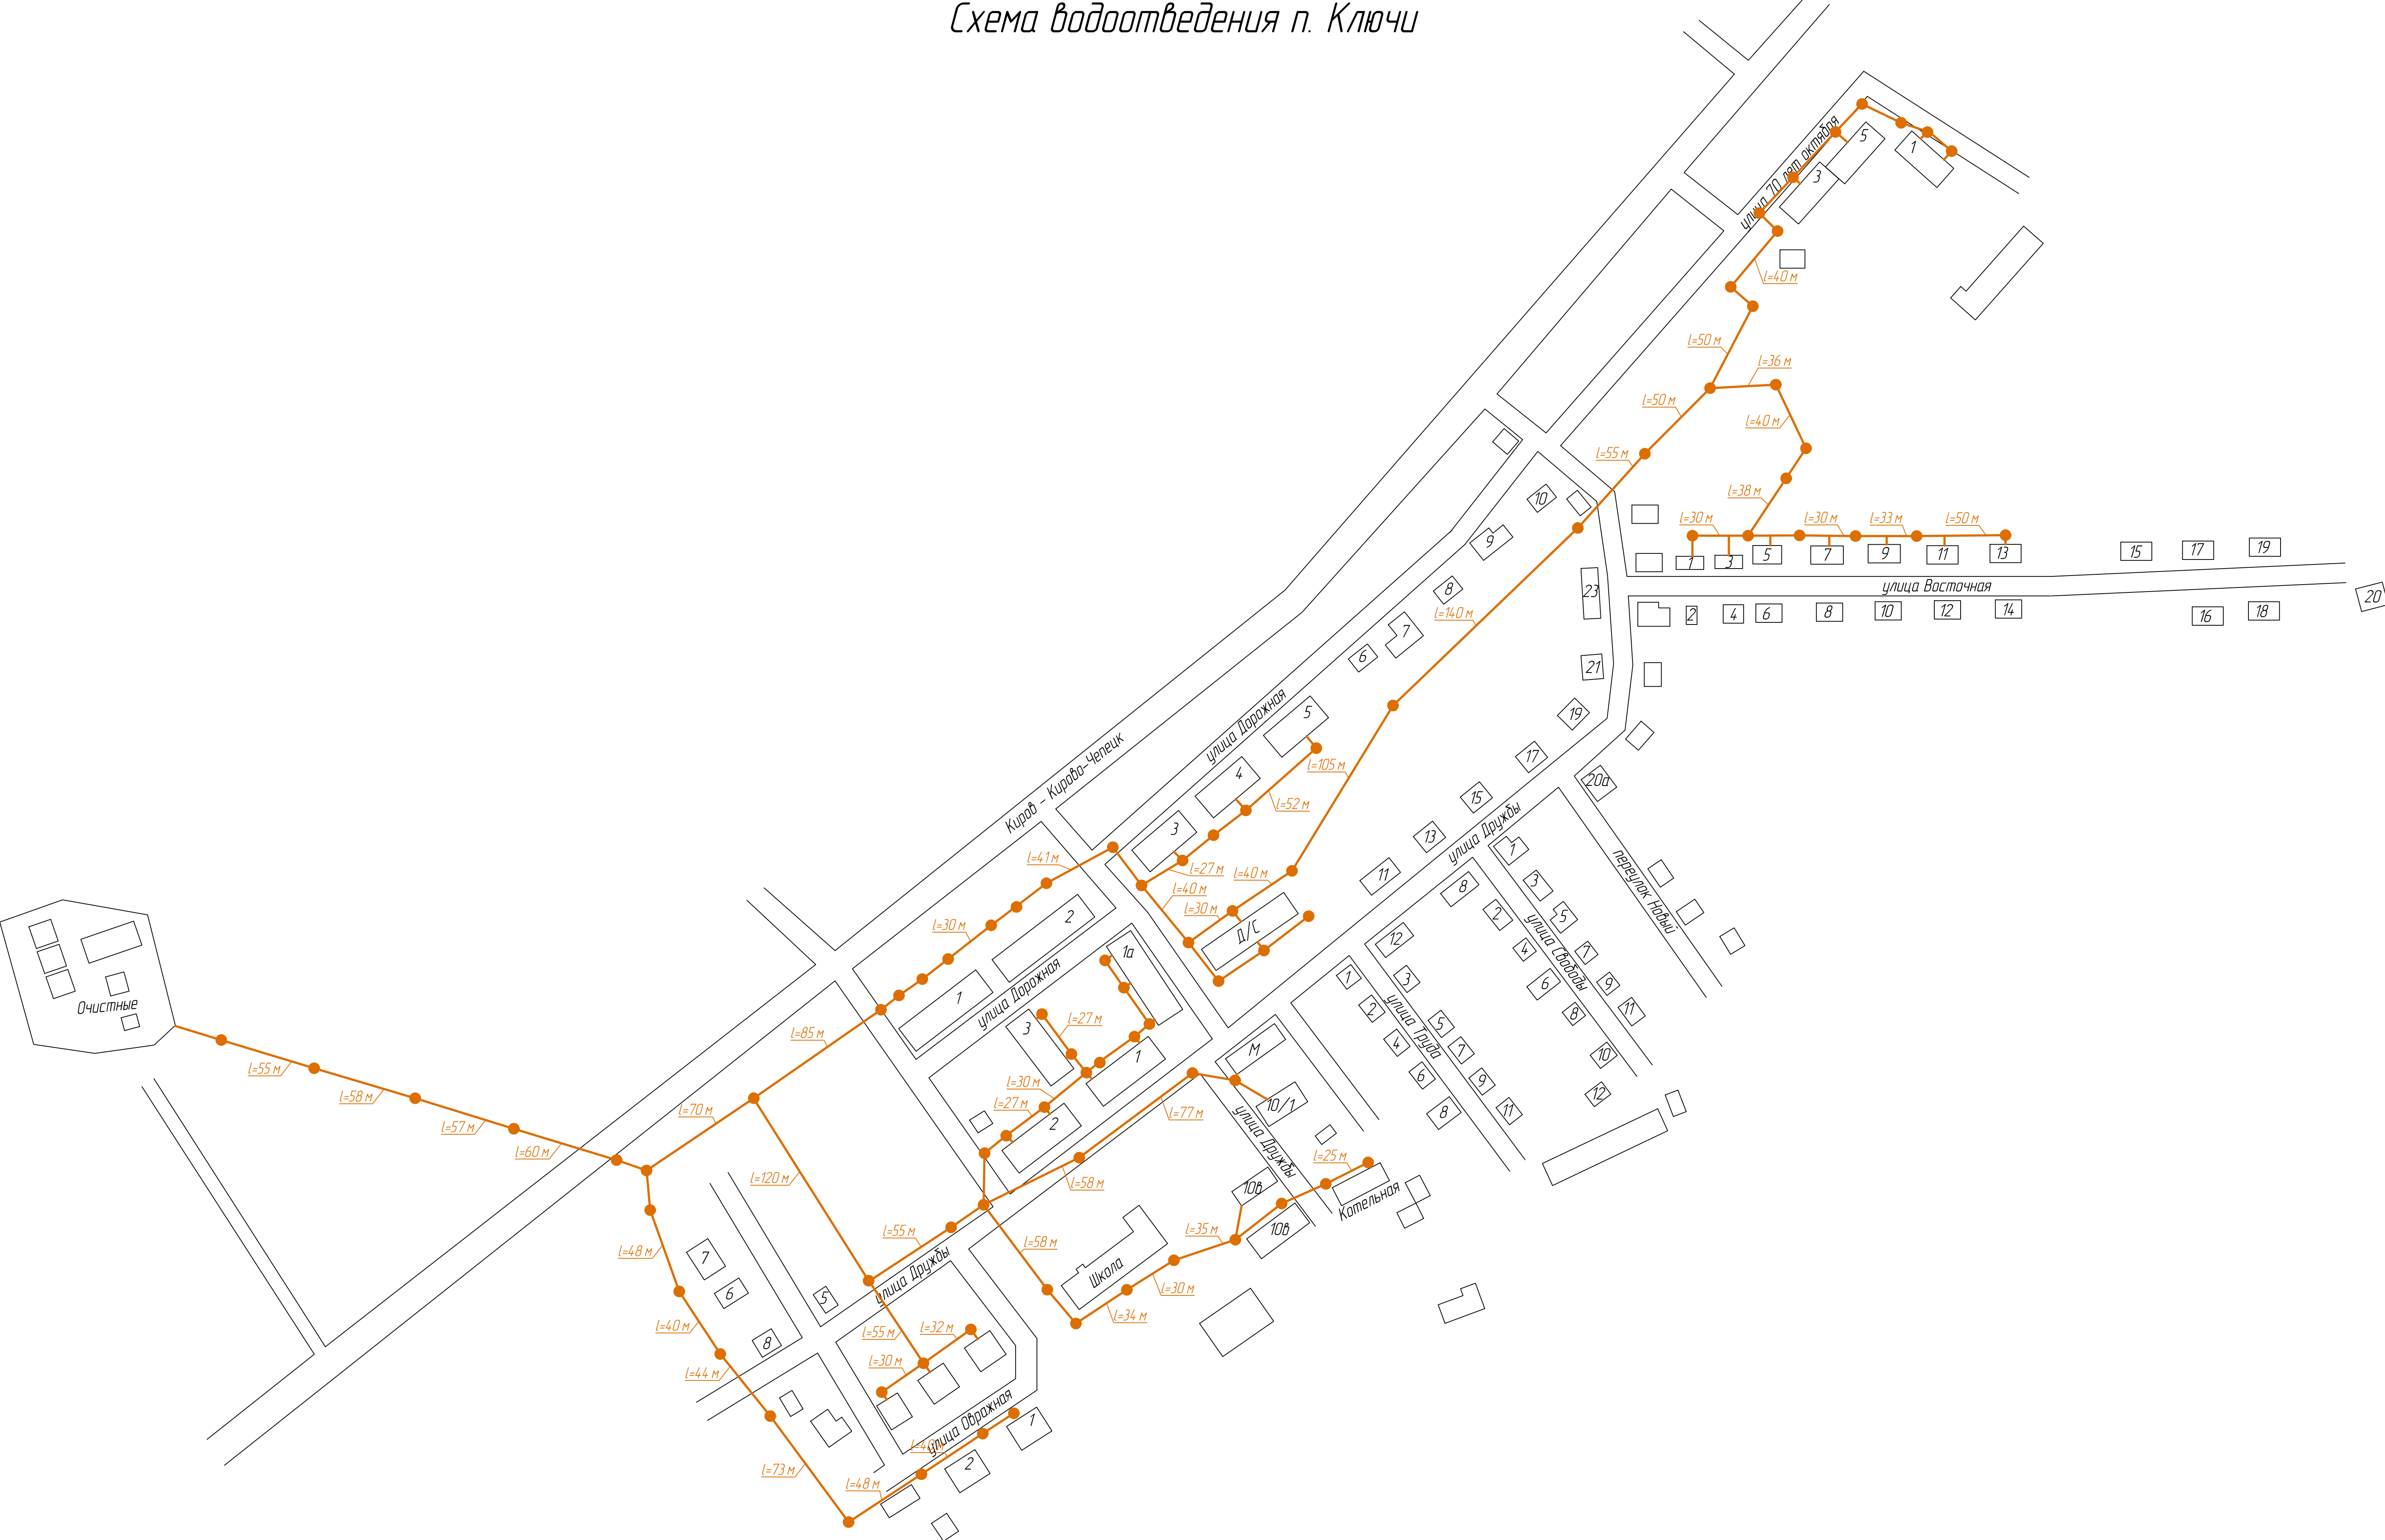 Схема водоотведения п. Ключи
улица 70 лет октября
5
1
3
l=40 м
l=50 м
l=36 м
l=50 м
l=40 м
l=55 м
l=38 м
10
9
l=30 м
l=30 м
l=33 м
l=50 м
1
3
5
7
9
11
13
15
17
19
улица Восточная
2
4
6
8
10
12
14
16
18
20
23
8
l=140 м
7
6
21
19
улица Дорожная
5
17
Киров - Кирово-Чепецк
4
l=105 м
20а
15
l=52 м
3
13
улица Дружбы
l=41 м
l=27 м
l=40 м
11
l=40 м
1
переулок Новый
8
3
l=30 м
2
l=30 м
Д/С
2
5
улица Свободы
12
4
7
1а
улица Дорожная
1
3
6
9
1
3
2
улица Труда
5
8
11
Очистные
l=27 м
4
7
10
l=85 м
М
1
6
9
12
l=55 м
l=58 м
l=57 м
l=60 м
l=70 м
l=30 м
l=27 м
2
l=77 м
10/1
8
11
улица Дружбы
l=120 м
l=58 м
l=25 м
10в
Котельная
l=48 м
7
l=55 м
l=58 м
l=35 м
10в
улица Дружбы
Школа
6
5
l=30 м
l=34 м
l=40 м
8
l=55 м
l=32 м
l=44 м
l=30 м
улица Овражная
1
l=40м
2
l=73 м
l=48 м